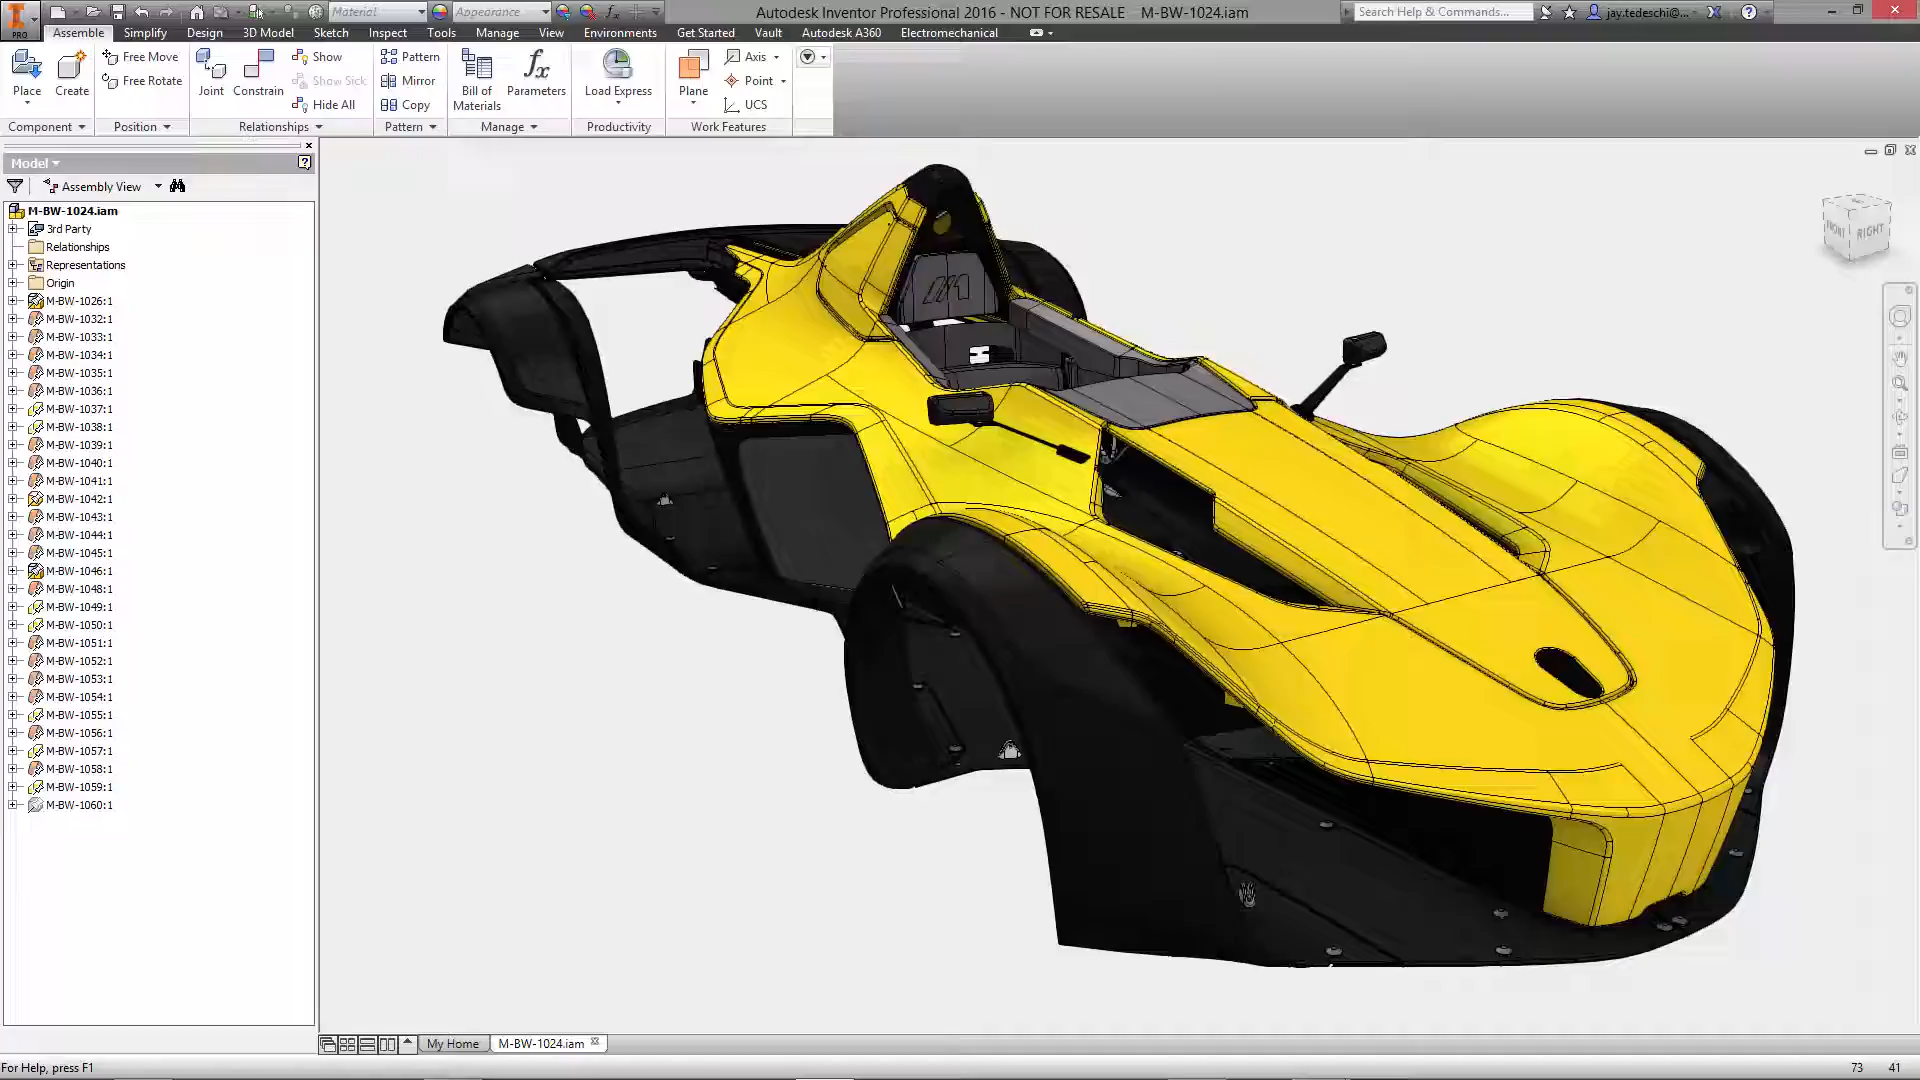 Material
Appearance
Autodesk Inventor Professional 2016 - NOT FOR RESALE M-BW-1024.iam
Search Help & Commands...
jay.tedeschi@...
PRO
Assemble Simplify Design 3D Model Sketch Inspect Tools Manage View Environments Get Started Vault Autodesk A360 Electromechanical
Place
Create
Free Move
Free Rotate
Joint
Constrain
Show
Show Sick
Hide All
Pattern
Mirror
Copy
Bill of
Materials
Parameters
Load Express
Plane
Axis
Point
UCS
Component Position Relationships Pattern Manage Productivity Work Features
Model
Assembly View
M-BW-1024.iam
3rd Party
Relationships
Representations
Origin
M-BW-1026:1
M-BW-1032:1
M-BW-1033:1
M-BW-1034:1
M-BW-1035:1
M-BW-1036:1
M-BW-1037:1
M-BW-1038:1
M-BW-1039:1
M-BW-1040:1
M-BW-1041:1
M-BW-1042:1
M-BW-1043:1
M-BW-1044:1
M-BW-1045:1
M-BW-1046:1
M-BW-1048:1
M-BW-1049:1
M-BW-1050:1
M-BW-1051:1
M-BW-1052:1
M-BW-1053:1
M-BW-1054:1
M-BW-1055:1
M-BW-1056:1
M-BW-1057:1
M-BW-1058:1
M-BW-1059:1
M-BW-1060:1
FRONT RIGHT
My Home M-BW-1024.iam
For Help, press F1
73 41